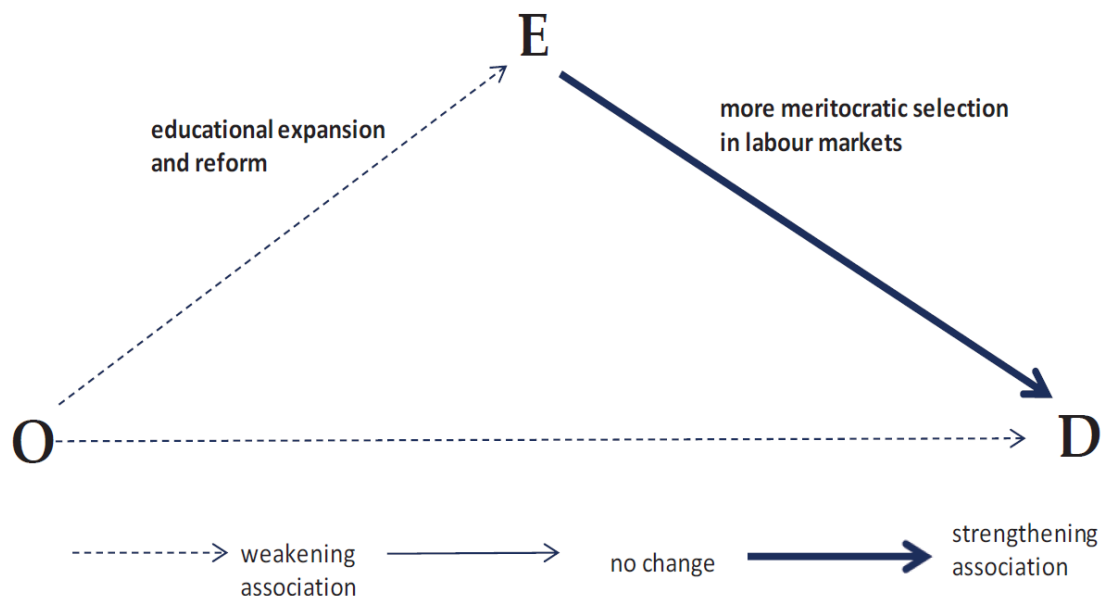 E
educational expansion
and reform
more meritocratic selection
in labour markets
O
D
weakening
association
no change
strengthening
association